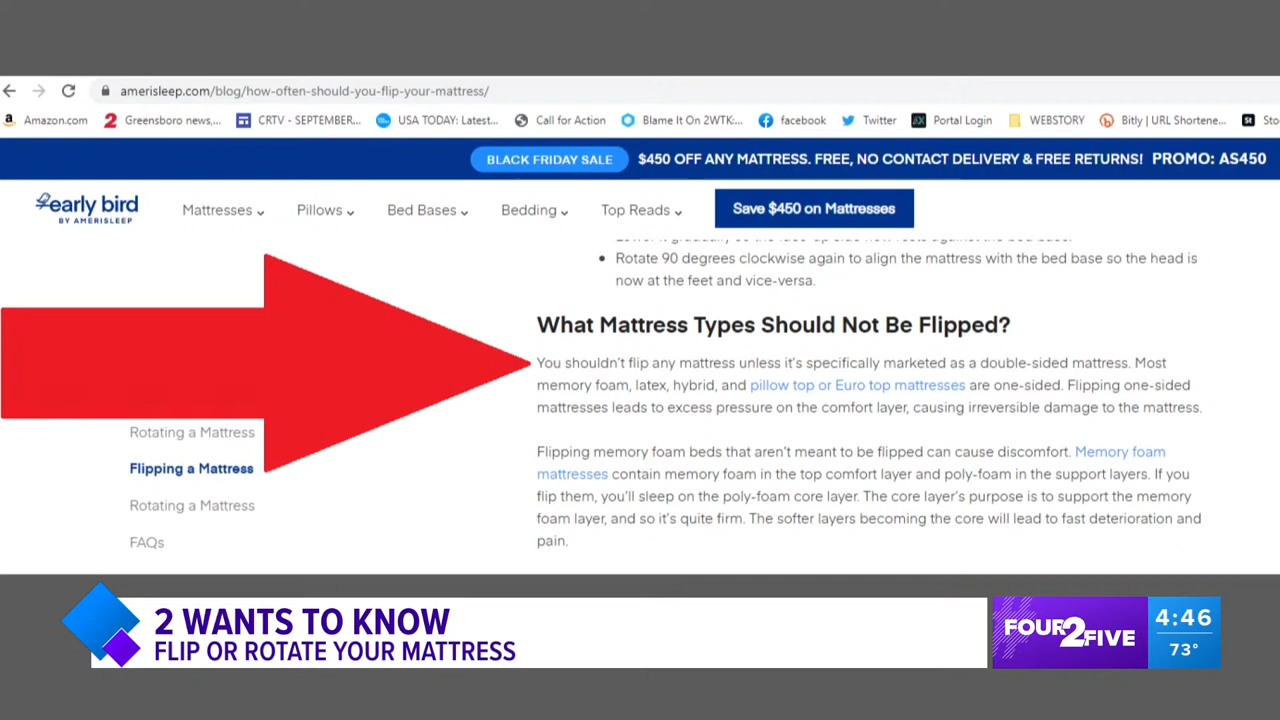 amerisleep.com/blog/how-often-should-you-flip-your-mattress/
Amazon.com 2 Greensboro news,... CRTV - SEPTEMBER... USA TODAY: Latest... Call for Action Blame It On 2WTK:... facebook Twitter Portal Login WEBSTORY Bitly | URL Shortene... St Sto
BLACK FRIDAY SALE $450 OFF ANY MATTRESS. FREE, NO CONTACT DELIVERY & FREE RETURNS! PROMO: AS450
early bird
BY AMERISLEEP
Mattresses Pillows Bed Bases Bedding Top Reads Save $450 on Mattresses
• Rotate 90 degrees clockwise again to align the mattress with the bed base so the head is
now at the feet and vice-versa.
What Mattress Types Should Not Be Flipped?
You shouldn't flip any mattress unless it's specifically marketed as a double-sided mattress. Most
memory foam, latex, hybrid, and pillow top or Euro top mattresses are one-sided. Flipping one-sided
mattresses leads to excess pressure on the comfort layer, causing irreversible damage to the mattress.
Rotating a Mattress
Flipping a Mattress
Rotating a Mattress
FAQs
Flipping memory foam beds that aren't meant to be flipped can cause discomfort. Memory foam
mattresses contain memory foam in the top comfort layer and poly-foam in the support layers. If you
flip them, you'll sleep on the poly-foam core layer. The core layer's purpose is to support the memory
foam layer, and so it's quite firm. The softer layers becoming the core will lead to fast deterioration and
pain.
2 WANTS TO KNOW
FLIP OR ROTATE YOUR MATTRESS
FOUR2FIVE
4:46
73°